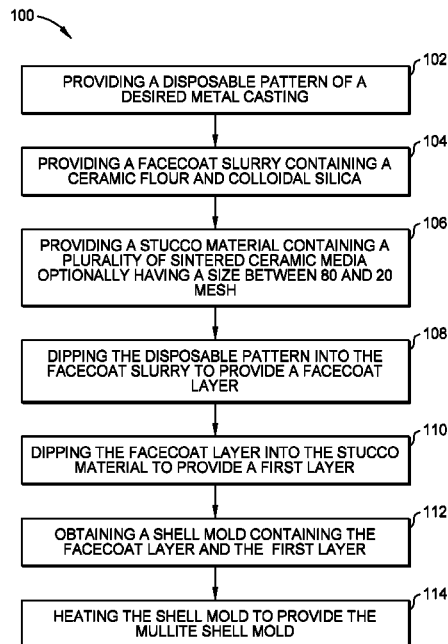 100
102
PROVIDING A DISPOSABLE PATTERN OF A
DESIRED METAL CASTING
104
PROVIDING A FACECOAT SLURRY CONTAINING A
CERAMIC FLOUR AND COLLOIDAL SILICA
106
PROVIDING A STUCCO MATERIAL CONTAINING A
PLURALITY OF SINTERED CERAMIC MEDIA
OPTIONALLY HAVING A SIZE BETWEEN 80 AND 20
MESH
108
DIPPING THE DISPOSABLE PATTERN INTO THE
FACECOAT SLURRY TO PROVIDE A FACECOAT
LAYER
110
DIPPING THE FACECOAT LAYER INTO THE STUCCO
MATERIAL TO PROVIDE A FIRST LAYER
112
OBTAINING A SHELL MOLD CONTAINING THE
FACECOAT LAYER AND THE FIRST LAYER
114
HEATING THE SHELL MOLD TO PROVIDE THE
MULLITE SHELL MOLD